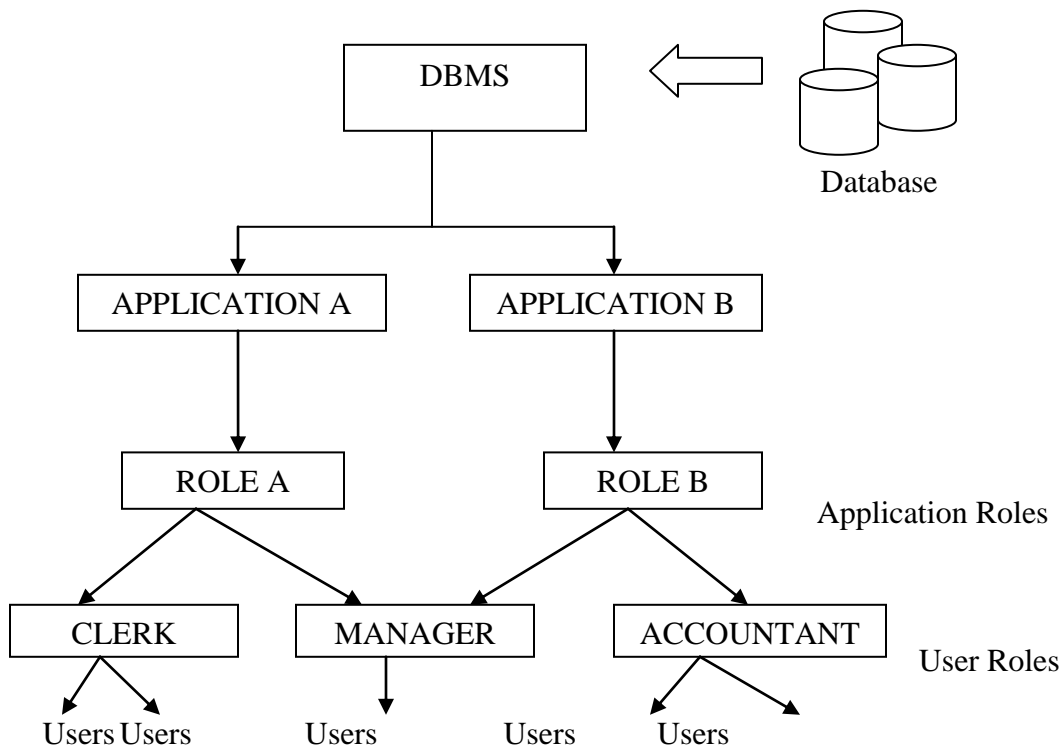 DBMS
Database
APPLICATION A
APPLICATION B
ROLE A
ROLE B
Application Roles
CLERK
MANAGER
ACCOUNTANT
User Roles
Users Users Users Users Users